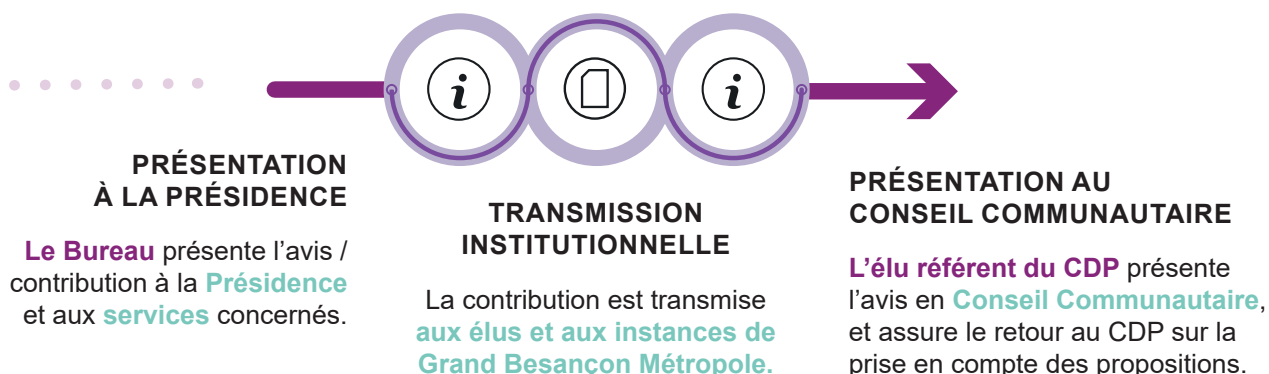 PRÉSENTATION
À LA PRÉSIDENCE
Le Bureau présente l’avis /
contribution à la Présidence
et aux services concernés.
TRANSMISSION
INSTITUTIONNELLE
La contribution est transmise
aux élus et aux instances de
Grand Besançon Métropole.
PRÉSENTATION AU
CONSEIL COMMUNAUTAIRE
L’élu référent du CDP présente
l’avis en Conseil Communautaire,
et assure le retour au CDP sur la
prise en compte des propositions.